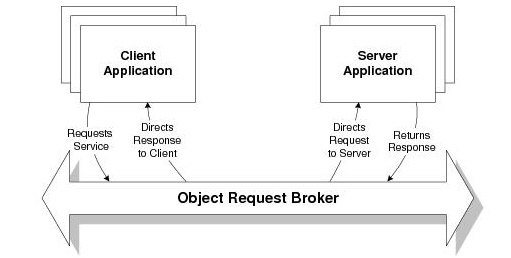 Client
Application
Server
Application
Requests
Service
Directs
Response
to Client
Directs
Request
to Server
Returns
Response
Object Request Broker